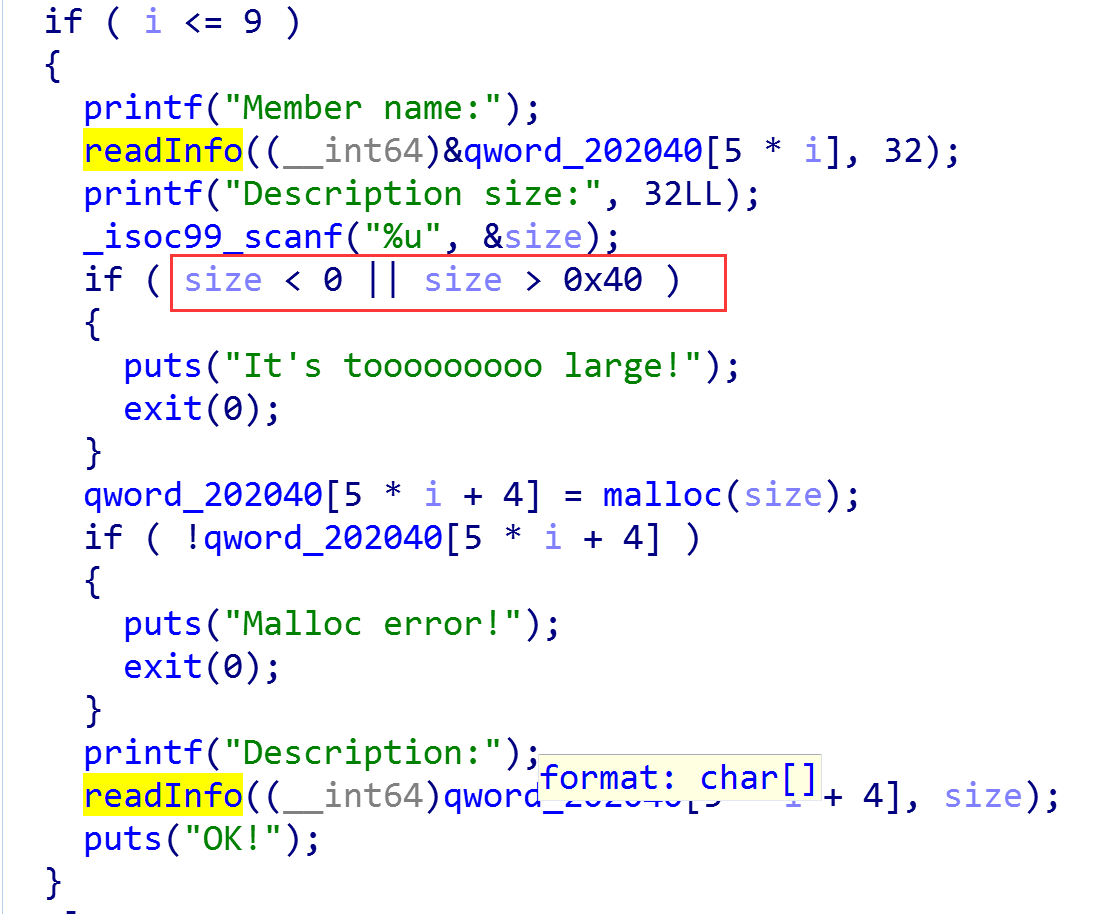 if ( i <= 9 )
{
printf("Member name:");
readInfo((__int64)&qword_202040[5 * i], 32);
printf("Description size:", 32LL);
_isoc99_scanf("%u", &size);
if ( size < 0 || size > 0x40 )
{
puts("It's tooooooooo large!");
exit(0);
}
qword_202040[5 * i + 4] = malloc(size);
if ( !qword_202040[5 * i + 4] )
{
puts("Malloc error!");
exit(0);
}
printf("Description:");
format: char[]
readInfo((__int64)qword_202040[5 * i + 4], size);
puts("OK!");
}